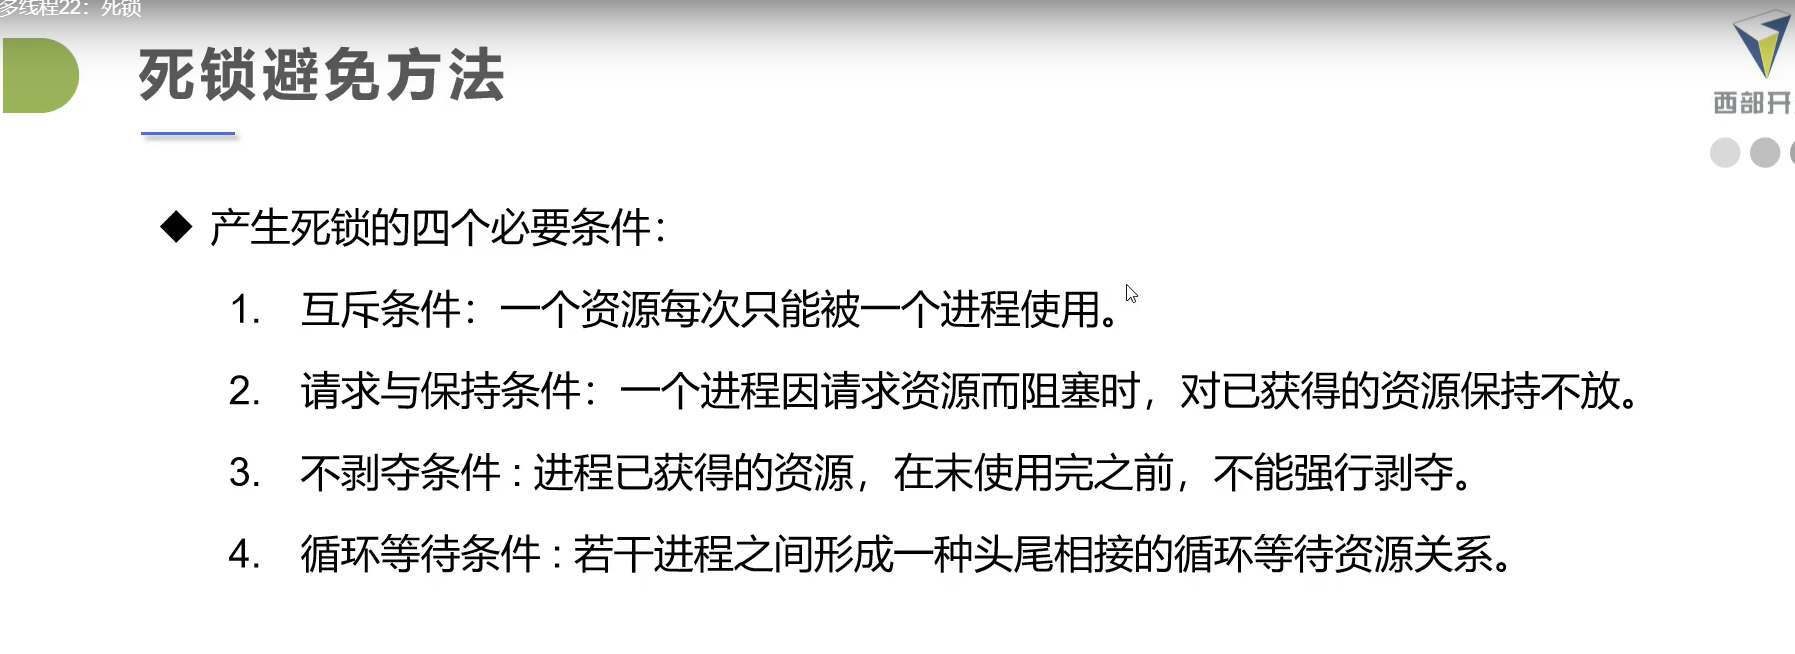 多线程22：死锁
死锁避免方法
西部开
◆ 产生死锁的四个必要条件：
1. 互斥条件：一个资源每次只能被一个进程使用。
2. 请求与保持条件：一个进程因请求资源而阻塞时，对已获得的资源保持不放。
3. 不剥夺条件 : 进程已获得的资源，在末使用完之前，不能强行剥夺。
4. 循环等待条件 : 若干进程之间形成一种头尾相接的循环等待资源关系。